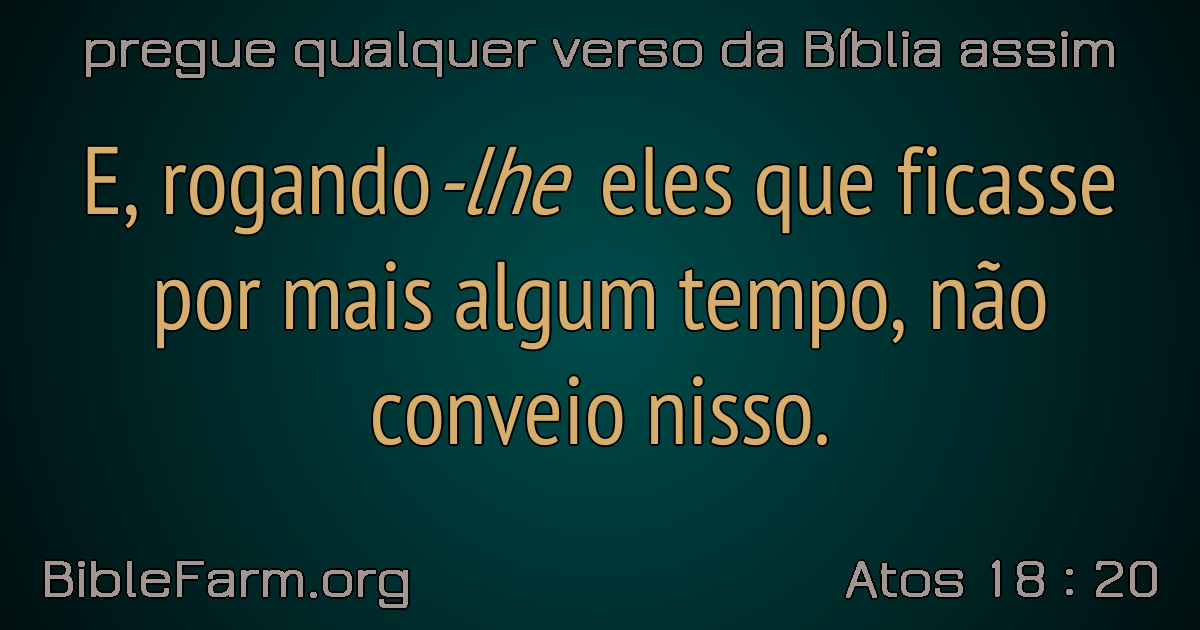 pregue qualquer verso da Bíblia assim
E, rogando-lhe eles que ficasse
por mais algum tempo, não
conveio nisso.
BibleFarm.org
Atos 18 : 20